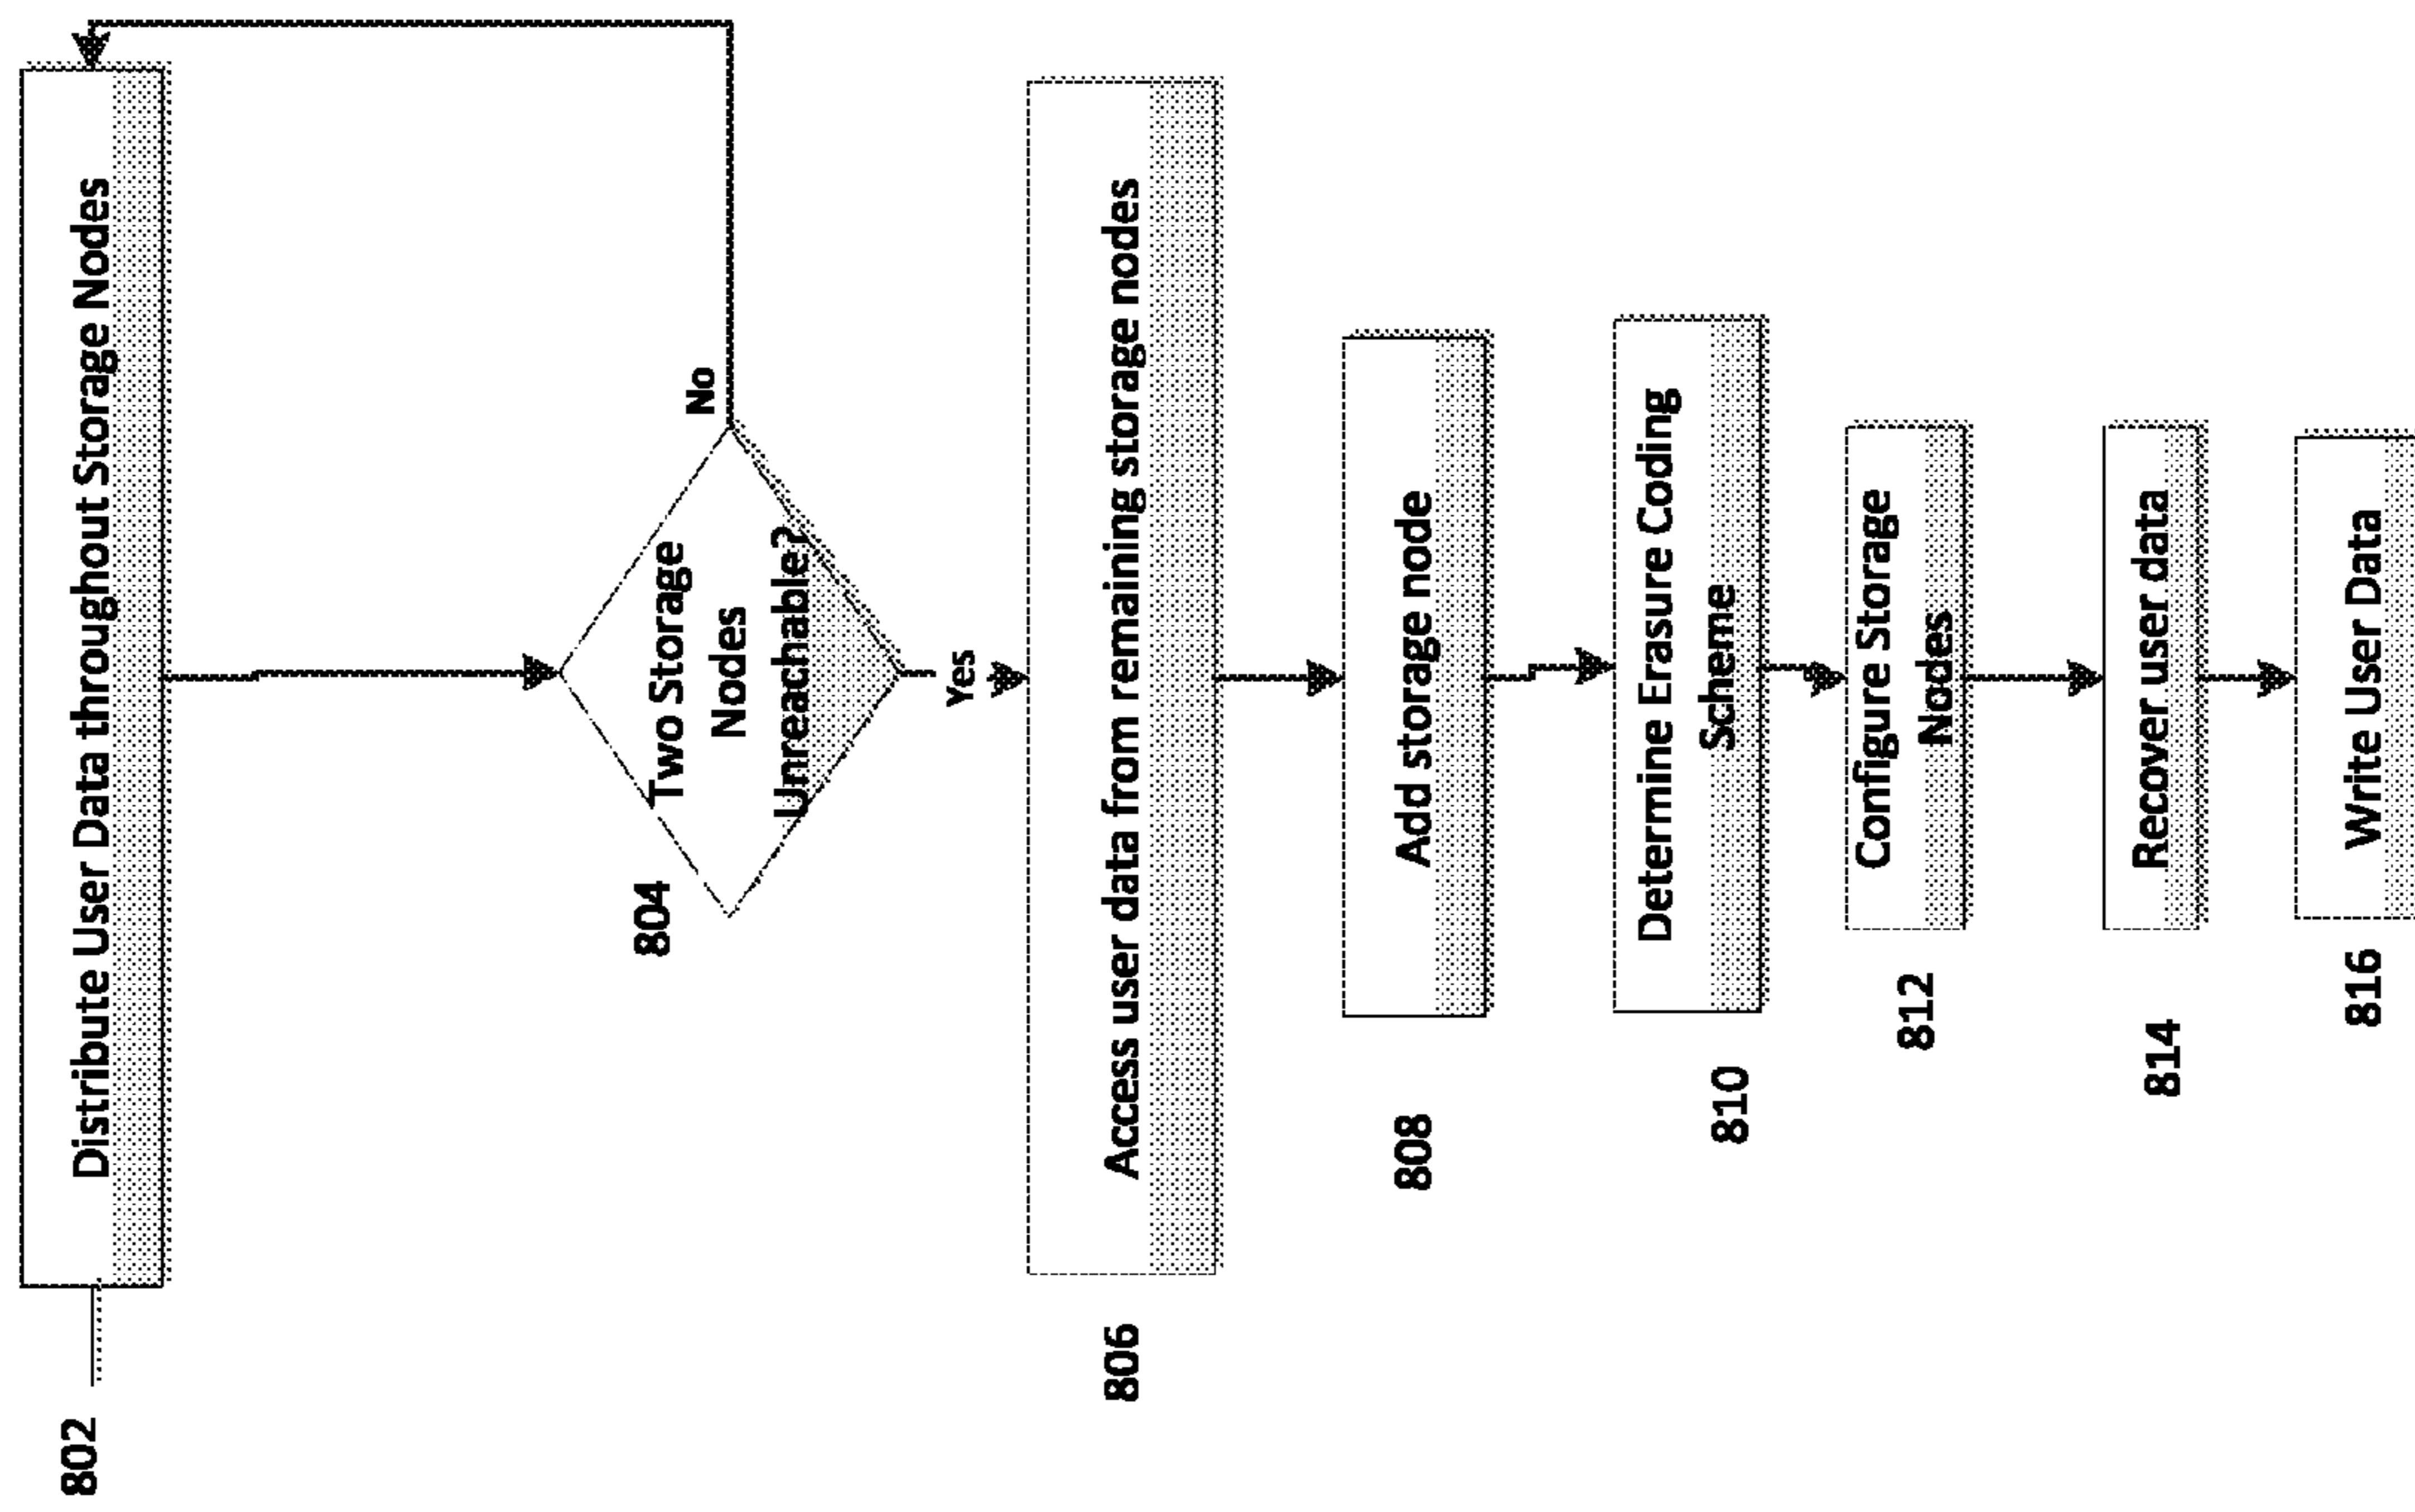 802
Distribute User Data throughout Storage Nodes
804
Two Storage
Nodes
Unreachable?
No
Yes
806
Access user data from remaining storage nodes
808
Add storage node
810
Determine Erasure Coding
Scheme
812
Configure Storage
Nodes
814
Recover user data
816
Write User Data